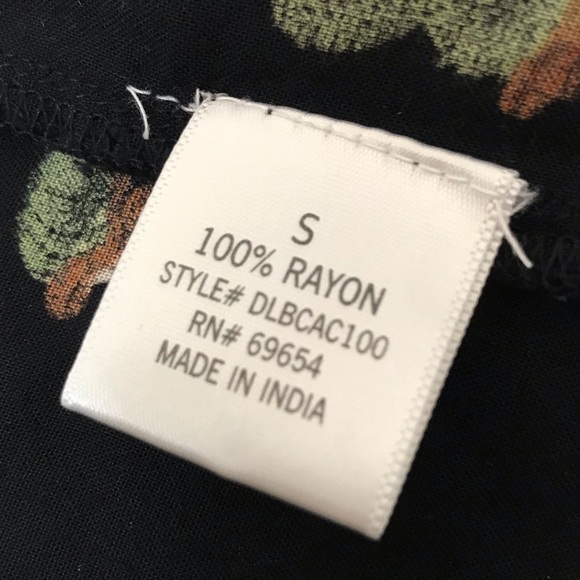 S
100% RAYON
STYLE# DLBCAC100
RN# 69654
MADE IN INDIA